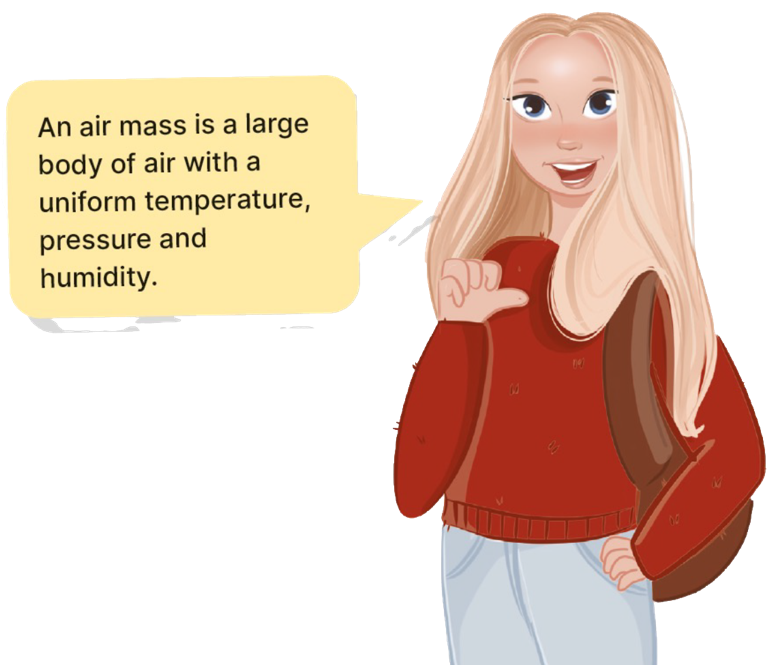 An air mass is a large
body of air with a
uniform temperature,
pressure and
humidity.